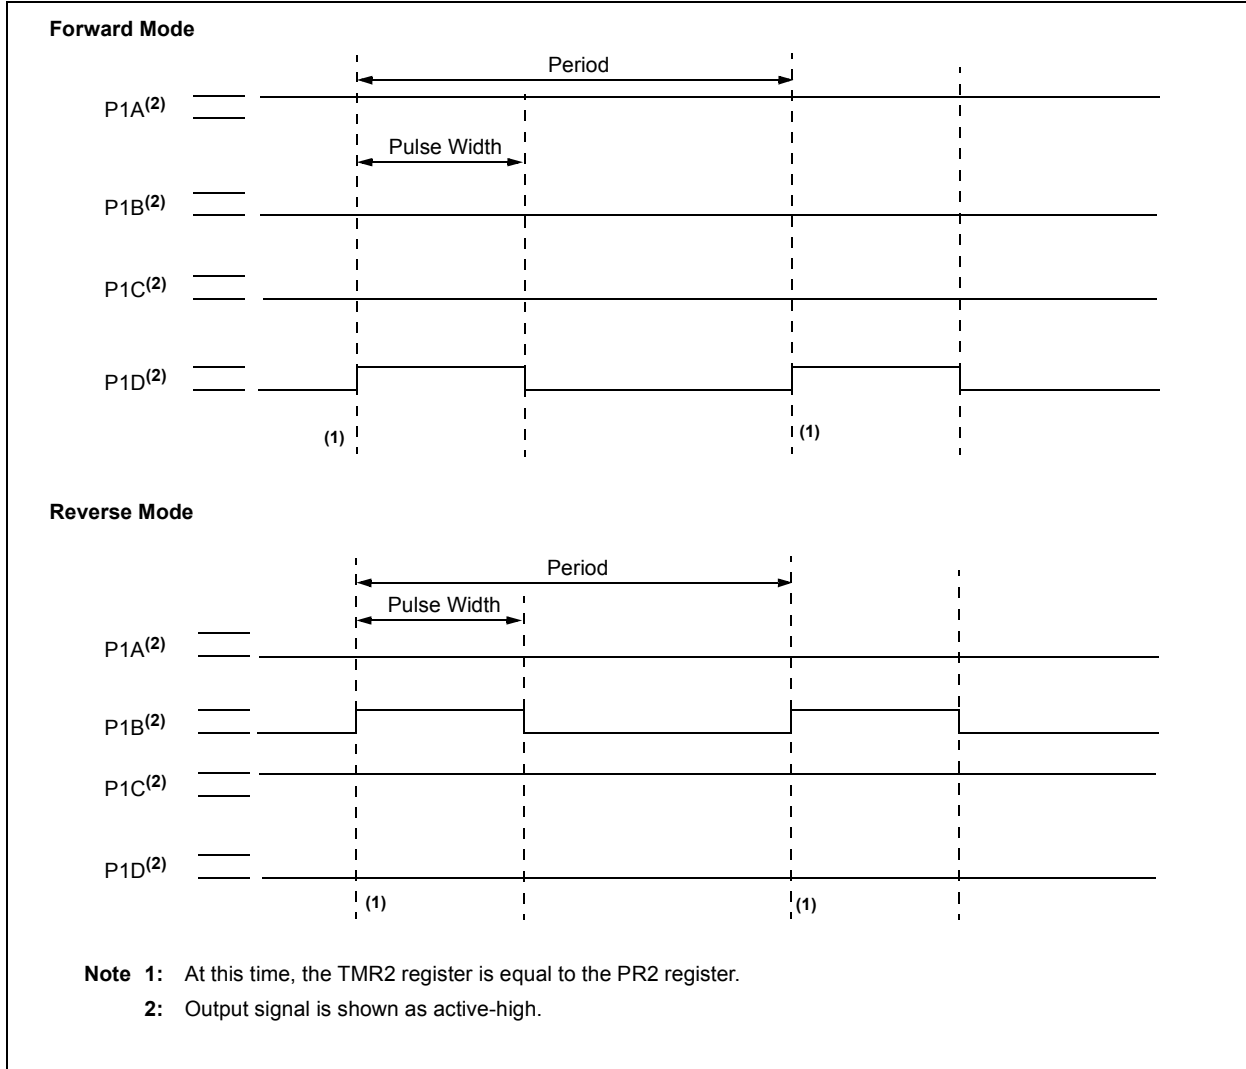 Forward Mode
Period
P1A(2)
Pulse Width
P1B(2)
P1C(2)
P1D(2)
(1) (1)
Reverse Mode
Period
Pulse Width
P1A(2)
P1B(2)
P1C(2)
P1D(2)
(1) (1)
Note 1: At this time, the TMR2 register is equal to the PR2 register.
2: Output signal is shown as active-high.